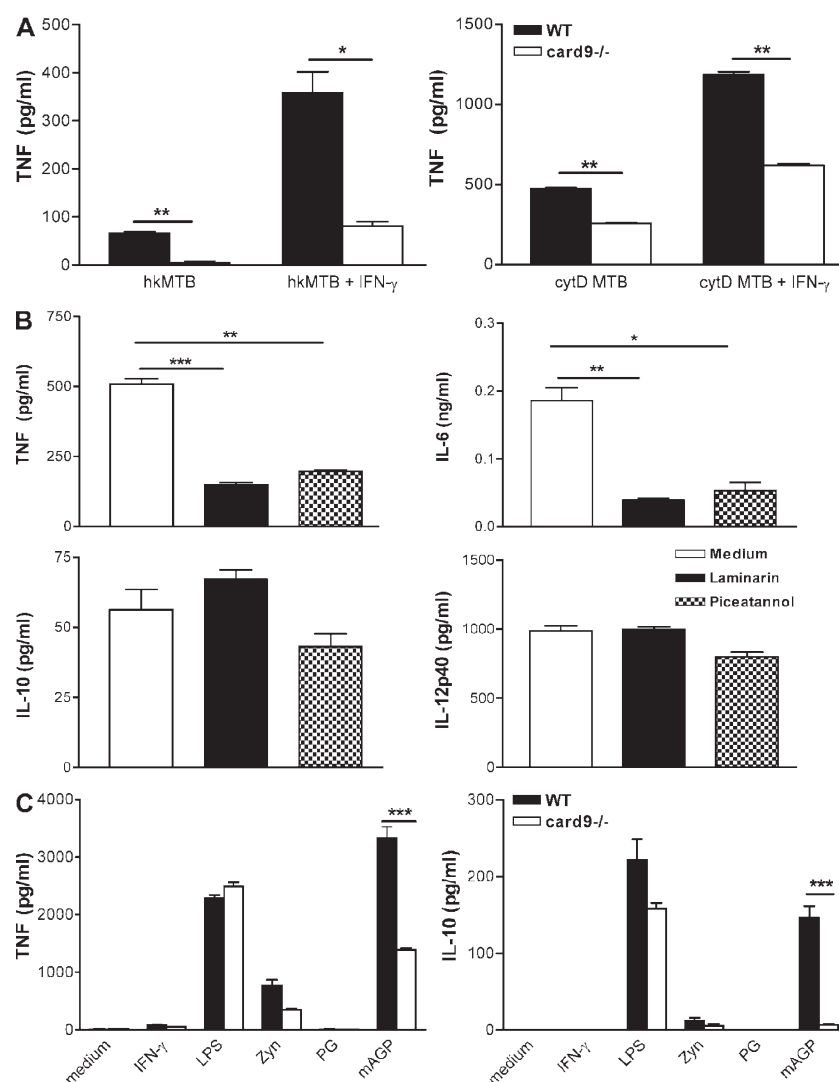 A
TNF (pg/ml)
500
400
300
200
100
0
**
*
hkMTB
hkMTB + IFN-γ
TNF (pg/ml)
1500
1000
500
0
WT
card9-/-
**
**
cytD MTB
cytD MTB + IFN-γ
B
TNF (pg/ml)
750
500
250
0
**
***
IL-6 (ng/ml)
0.3
0.2
0.1
0.0
*
**
IL-10 (pg/ml)
75
50
25
0
IL-12p40 (pg/ml)
1500
1000
500
0
Medium
Laminarin
Piceatannol
C
TNF (pg/ml)
4000
3000
2000
1000
0
***
medium
IFN-γ
LPS
Zyn
PG
mAGP
IL-10 (pg/ml)
300
200
100
0
WT
card9-/-
***
medium
IFN-γ
LPS
Zyn
PG
mAGP